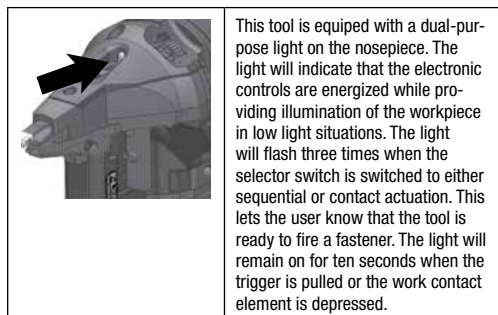 This tool is equiped with a dual-pur-
pose light on the nosepiece. The
light will indicate that the electronic
controls are energized while pro-
viding illumination of the workpiece
in low light situations. The light
will flash three times when the
selector switch is switched to either
sequential or contact actuation. This
lets the user know that the tool is
ready to fire a fastener. The light will
remain on for ten seconds when the
trigger is pulled or the work contact
element is depressed.